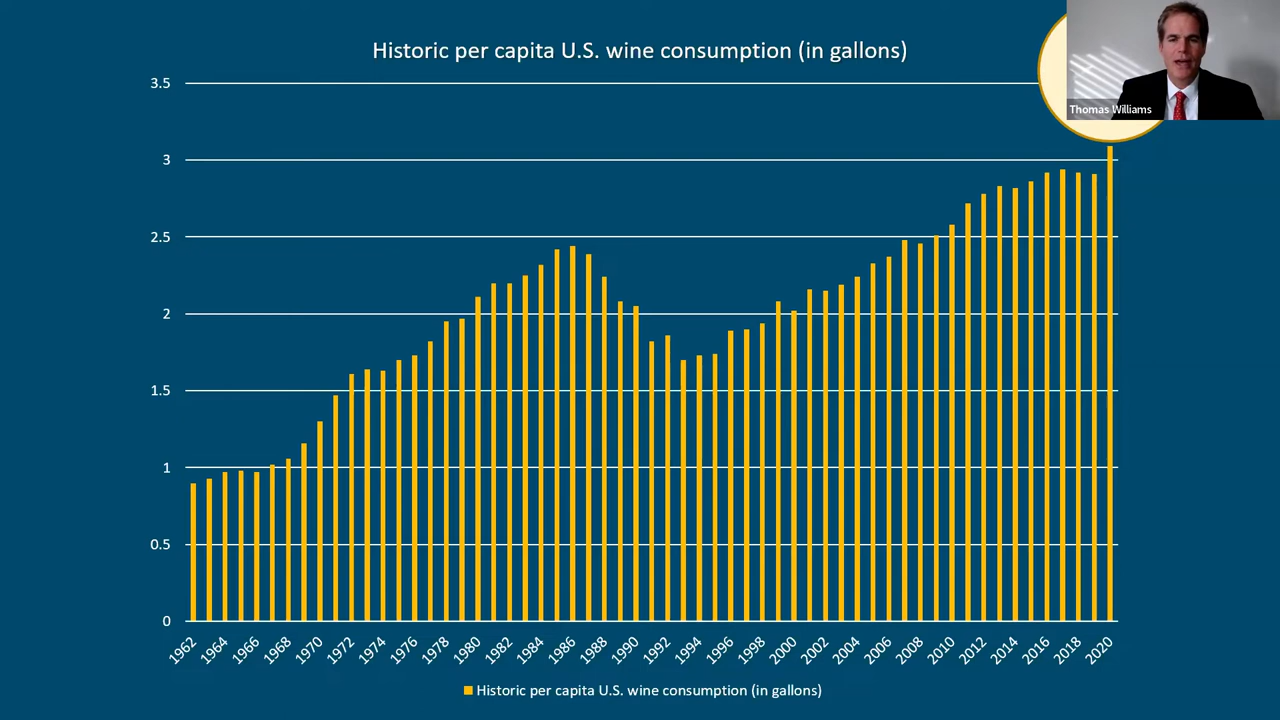 Historic per capita U.S. wine consumption (in gallons)
Thomas Williams
3.5
3
2.5
2
1.5
1
0.5
0
1962 1964 1966 1968 1970 1972 1974 1976 1978 1980 1982 1984 1986 1988 1990 1992 1994 1996 1998 2000 2002 2004 2006 2008 2010 2012 2014 2016 2018 2020
Historic per capita U.S. wine consumption (in gallons)